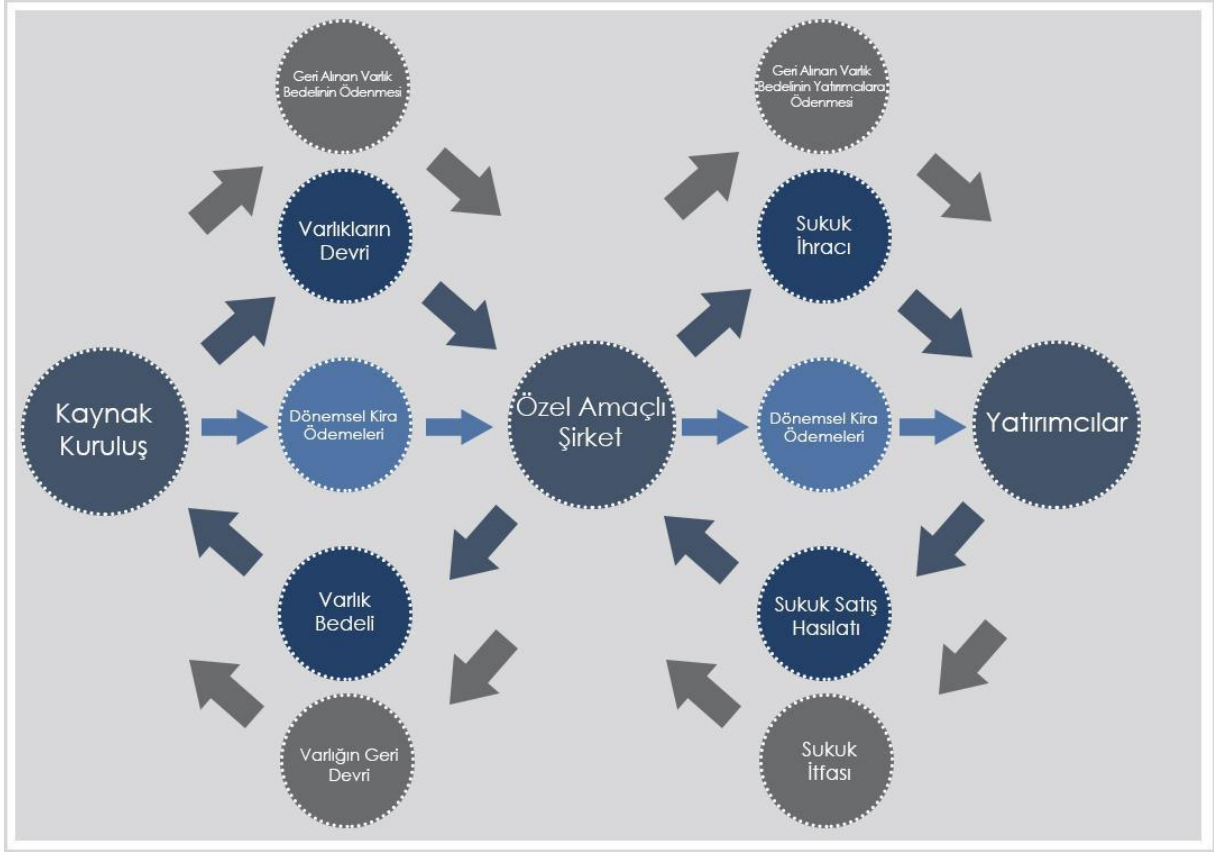 Geri Alınan Varlık
Bedelinin Ödenmesi
Geri Alınan Varlık
Bedelinin Yatırımcılara
Ödenmesi
Varlıkların
Devri
Sukuk
İhracı
Kaynak
Kuruluş
Dönemsel Kira
Ödemeleri
Özel Amaçlı
Şirket
Dönemsel Kira
Ödemeleri
Yatırımcılar
Varlık
Bedeli
Sukuk Satış
Hasılatı
Varlığın Geri
Devri
Sukuk
İtfası